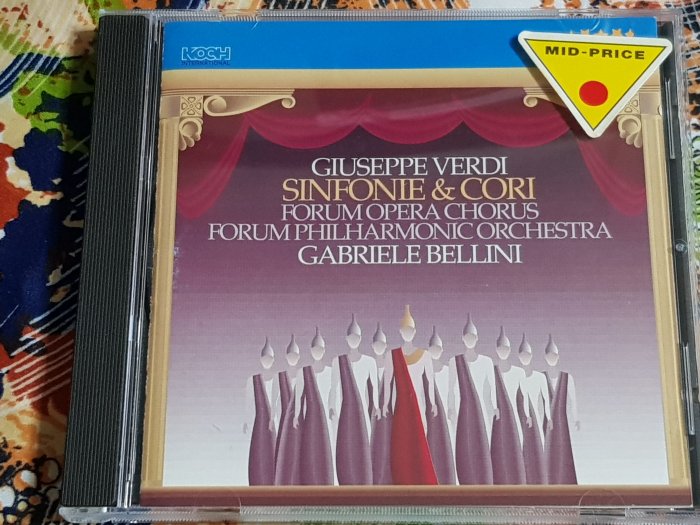 KOCH
INTERNATIONAL
MID-PRICE
GIUSEPPE VERDI
SINFONIE & CORI
FORUM OPERA CHORUS
FORUM PHILHARMONIC ORCHESTRA
GABRIELE BELLINI